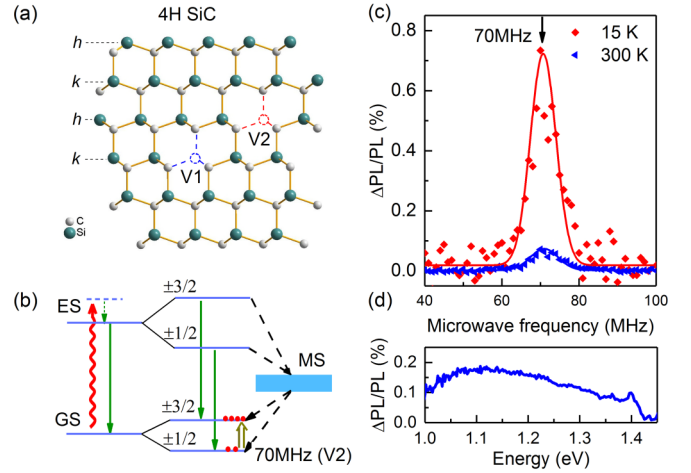 (a)
4H SiC
h
k
h
k
V2
V1
C
Si
(b)
ES
±3/2
±1/2
MS
GS
±3/2
±1/2
70MHz (V2)
(c)
70MHz
15 K
300 K
ΔPL/PL (%)
0.8
0.6
0.4
0.2
0.0
40 60 80 100
Microwave frequency (MHz)
(d)
ΔPL/PL (%)
0.2
0.1
0.0
1.0 1.1 1.2 1.3 1.4
Energy (eV)